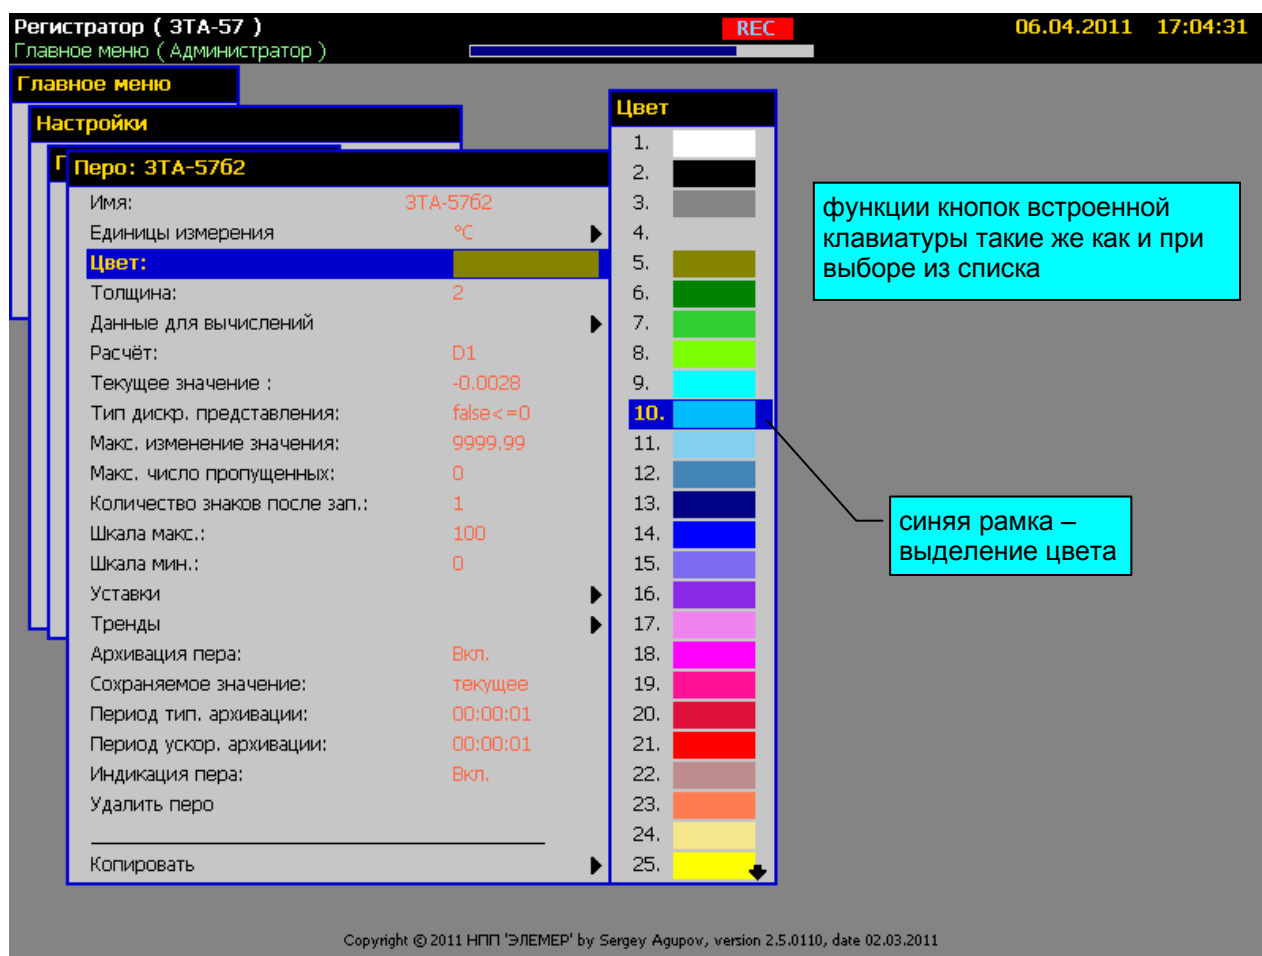 Регистратор ( ЗТА-57 )
REC
06.04.2011 17:04:31
Главное меню ( Администратор )
Главное меню
Настройки
Г
Перо: ЗТА-57б2
Имя: ЗТА-57б2
Единицы измерения °C
Цвет:
Толщина: 2
Данные для вычислений
Расчёт: D1
Текущее значение : -0.0028
Тип дискр. представления: false<=0
Макс. изменение значения: 9999.99
Макс. число пропущенных: 0
Количество знаков после зап.: 1
Шкала макс.: 100
Шкала мин.: 0
Уставки
Тренды
Архивация пера: Вкл.
Сохраняемое значение: текущее
Период тип. архивации: 00:00:01
Период ускор. архивации: 00:00:01
Индикация пера: Вкл.
Удалить перо
Копировать
Цвет
1.
2.
3.
4.
5.
6.
7.
8.
9.
10.
11.
12.
13.
14.
15.
16.
17.
18.
19.
20.
21.
22.
23.
24.
25.
функции кнопок встроенной
клавиатуры такие же как и при
выборе из списка
синяя рамка –
выделение цвета
Copyright © 2011 НПП 'ЭЛЕМЕР' by Sergey Agupov, version 2.5.0110, date 02.03.2011